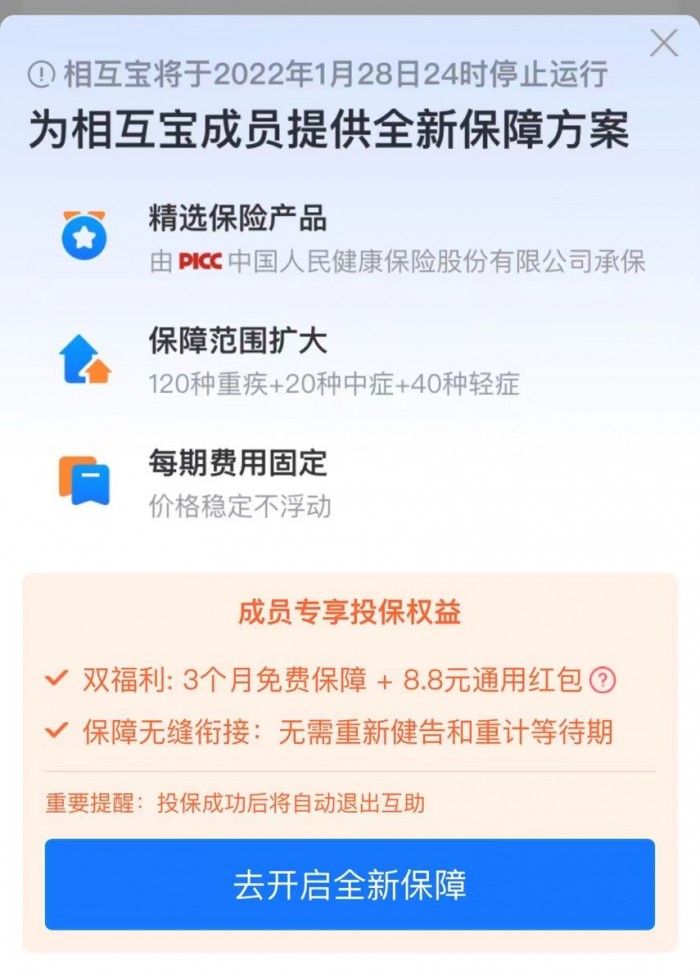 相互宝将于2022年1月28日24时停止运行
为相互宝成员提供全新保障方案
精选保险产品
由PICC中国人民健康保险股份有限公司承保
保障范围扩大
120种重疾+20种中症+40种轻症
每期费用固定
价格稳定不浮动
成员专享投保权益
双福利: 3个月免费保障 + 8.8元通用红包?
保障无缝衔接：无需重新健告和重计等待期
重要提醒：投保成功后将自动退出互助
去开启全新保障